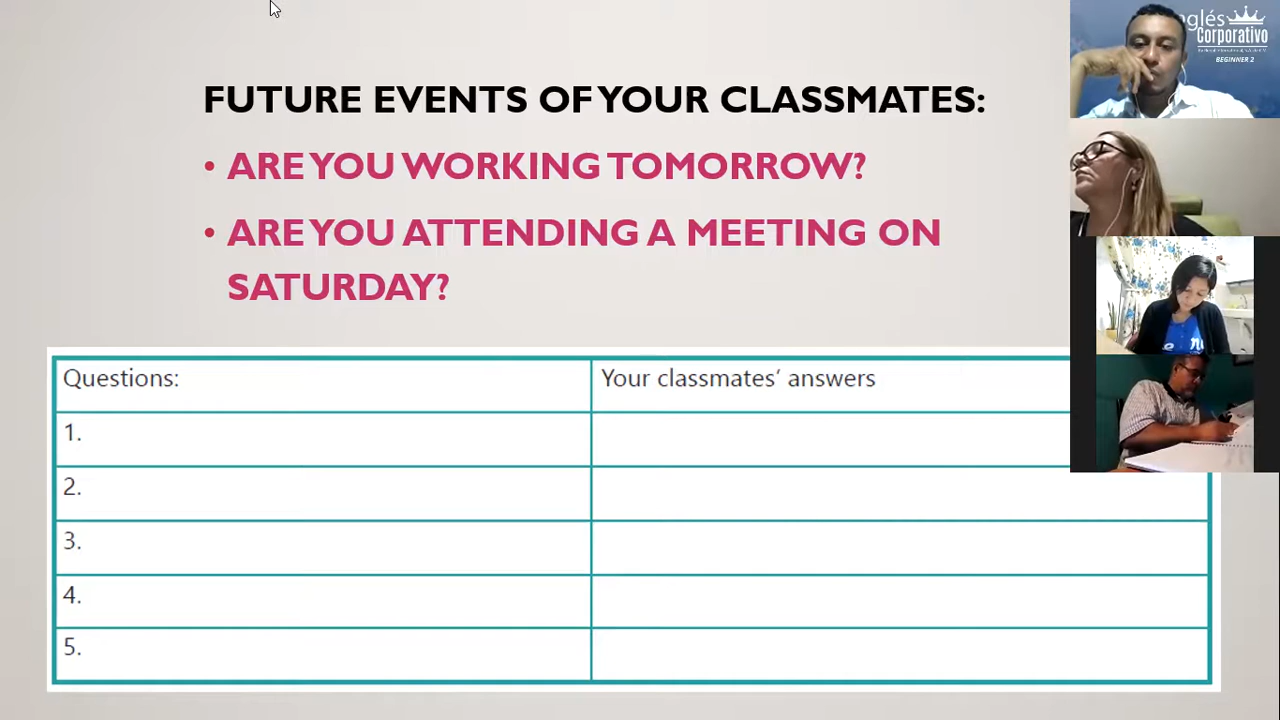 FUTURE EVENTS OF YOUR CLASSMATES:
• ARE YOU WORKING TOMORROW?
• ARE YOU ATTENDING A MEETING ON
SATURDAY?
Questions:
Your classmates' answers
1.
2.
3.
4.
5.
nglés
Corporativo
BEGINNER 2